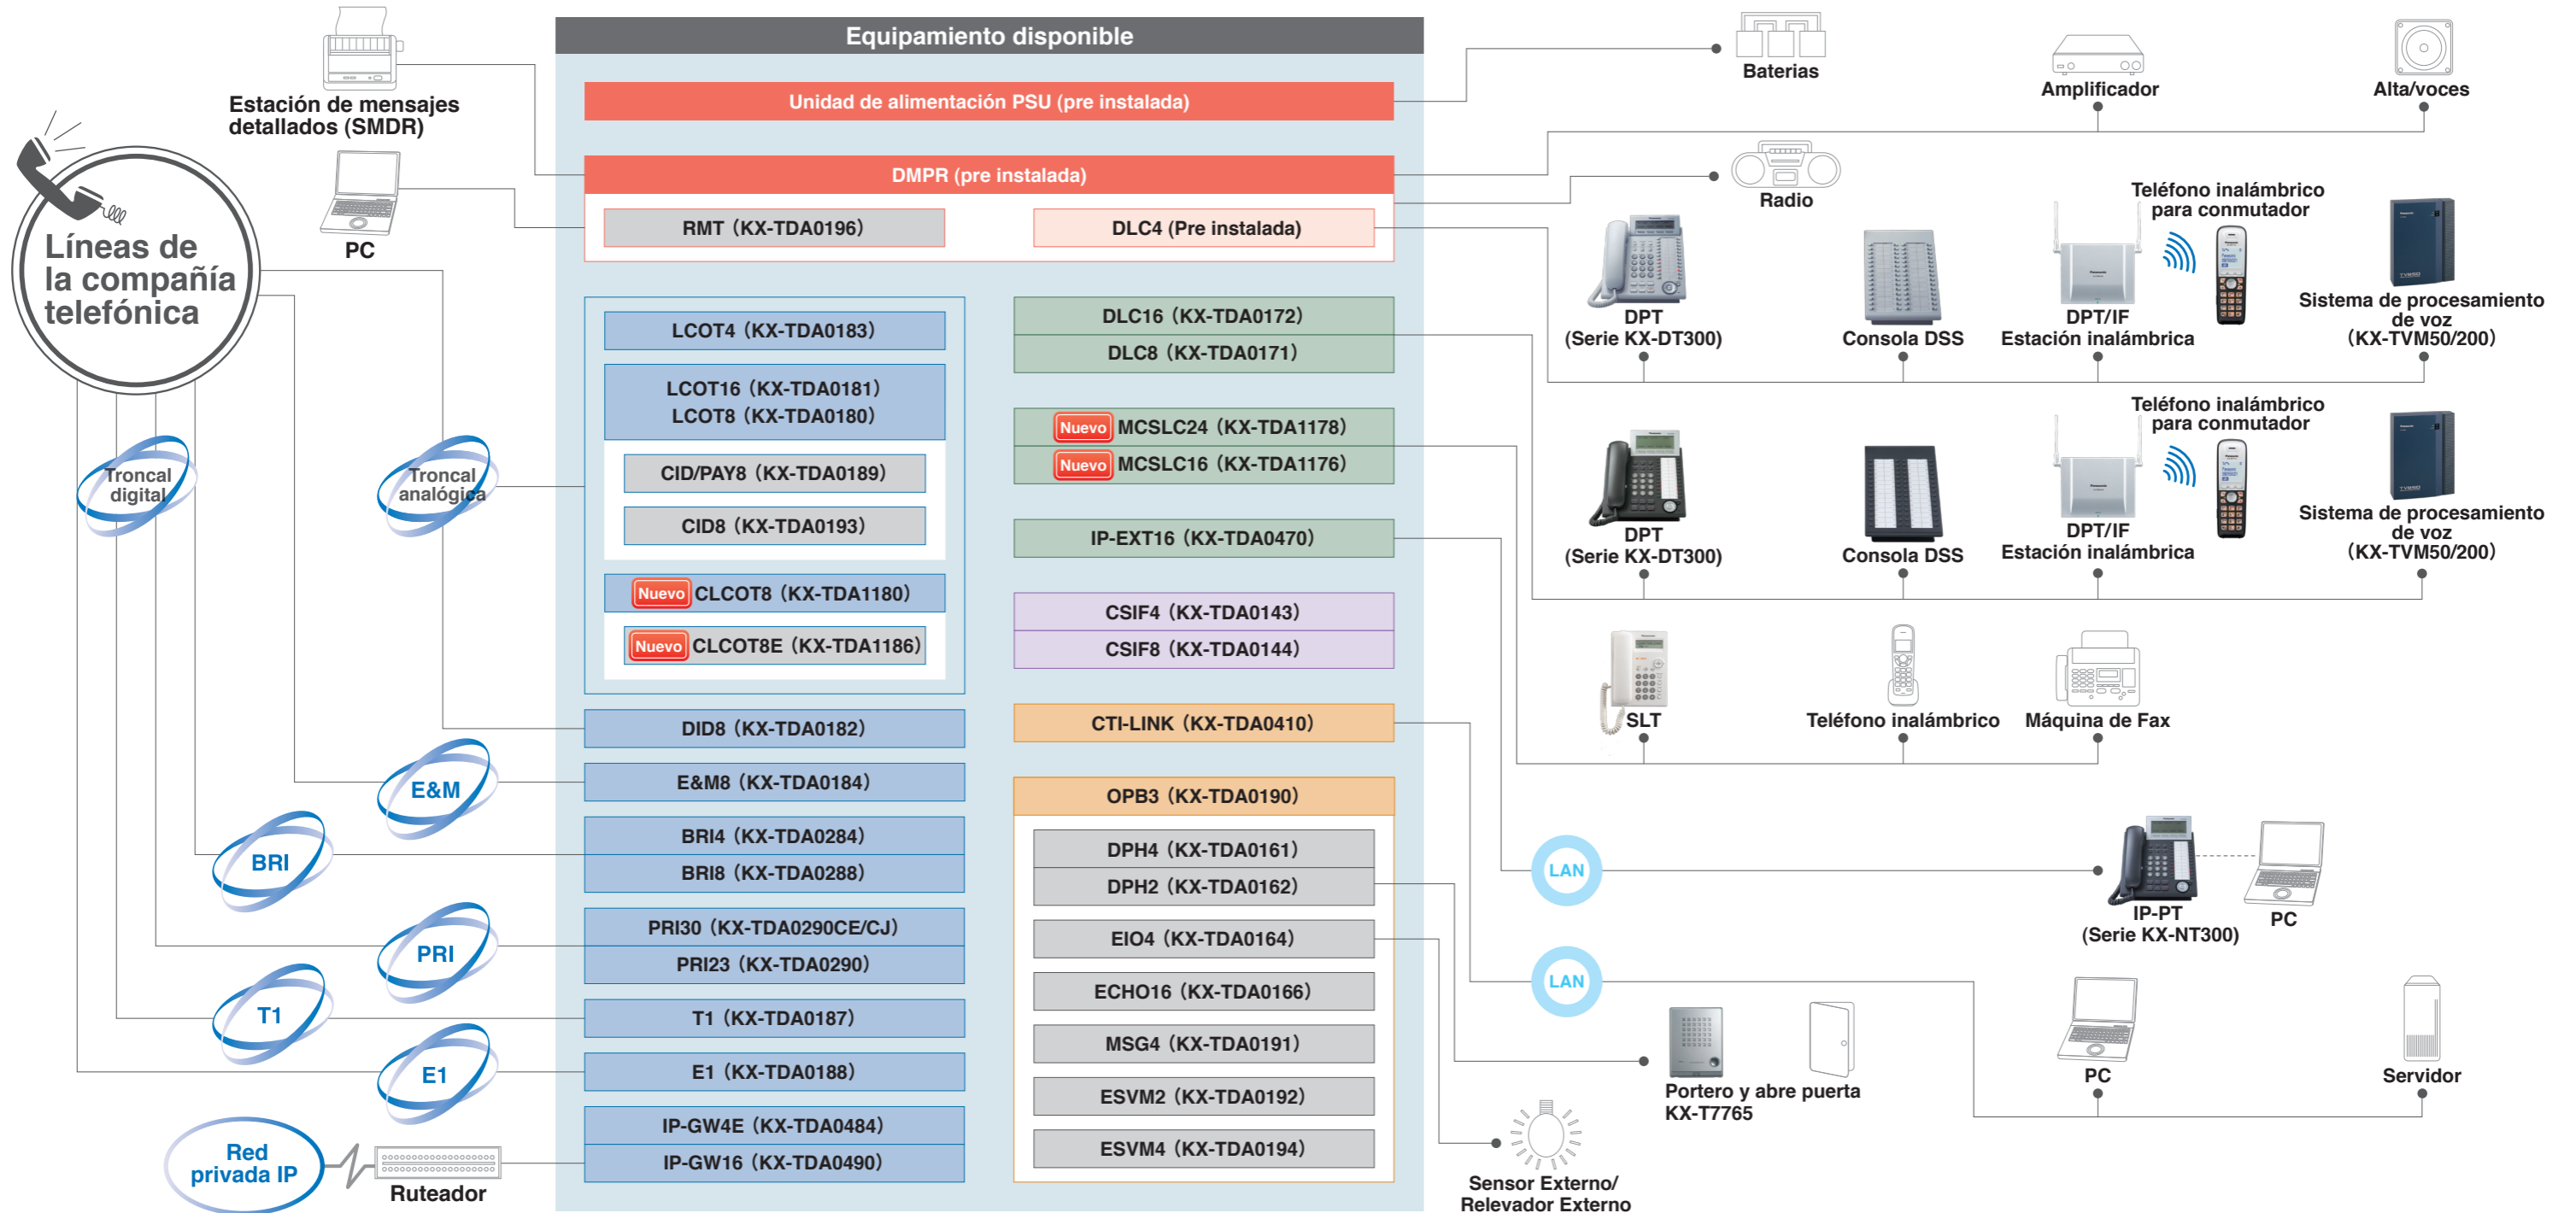 Equipamiento disponible
Estación de mensajes
detallados (SMDR)
PC
Líneas de
la compañía
telefónica
Troncal
digital
Troncal
analógica
E&M
BRI
PRI
T1
E1
Red
privada IP
Ruteador
Unidad de alimentación PSU (pre instalada)
DMPR (pre instalada)
RMT (KX-TDA0196)
DLC4 (Pre instalada)
LCOT4 (KX-TDA0183)
LCOT16 (KX-TDA0181)
LCOT8 (KX-TDA0180)
CID/PAY8 (KX-TDA0189)
CID8 (KX-TDA0193)
Nuevo CLCOT8 (KX-TDA1180)
Nuevo CLCOT8E (KX-TDA1186)
DID8 (KX-TDA0182)
E&M8 (KX-TDA0184)
BRI4 (KX-TDA0284)
BRI8 (KX-TDA0288)
PRI30 (KX-TDA0290CE/CJ)
PRI23 (KX-TDA0290)
T1 (KX-TDA0187)
E1 (KX-TDA0188)
IP-GW4E (KX-TDA0484)
IP-GW16 (KX-TDA0490)
DLC16 (KX-TDA0172)
DLC8 (KX-TDA0171)
Nuevo MCSLC24 (KX-TDA1178)
Nuevo MCSLC16 (KX-TDA1176)
IP-EXT16 (KX-TDA0470)
CSIF4 (KX-TDA0143)
CSIF8 (KX-TDA0144)
CTI-LINK (KX-TDA0410)
OPB3 (KX-TDA0190)
DPH4 (KX-TDA0161)
DPH2 (KX-TDA0162)
EIO4 (KX-TDA0164)
ECHO16 (KX-TDA0166)
MSG4 (KX-TDA0191)
ESVM2 (KX-TDA0192)
ESVM4 (KX-TDA0194)
Baterias
Amplificador
Alta/voces
Radio
DPT
(Serie KX-DT300)
Consola DSS
DPT/IF
Estación inalámbrica
Teléfono inalámbrico
para conmutador
Sistema de procesamiento
de voz
(KX-TVM50/200)
DPT
(Serie KX-DT300)
Consola DSS
DPT/IF
Estación inalámbrica
Teléfono inalámbrico
para conmutador
Sistema de procesamiento
de voz
(KX-TVM50/200)
SLT
Teléfono inalámbrico
Máquina de Fax
LAN
IP-PT
(Serie KX-NT300)
PC
LAN
PC
Servidor
Portero y abre puerta
KX-T7765
Sensor Externo/
Relevador Externo